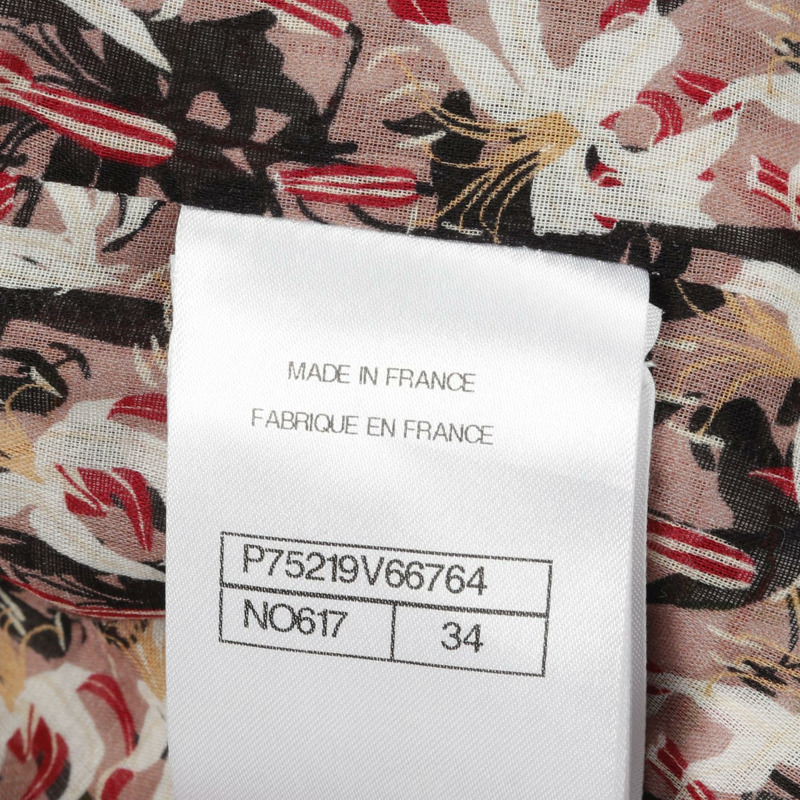 MADE IN FRANCE
FABRIQUE EN FRANCE
P75219V66764
NO617 34